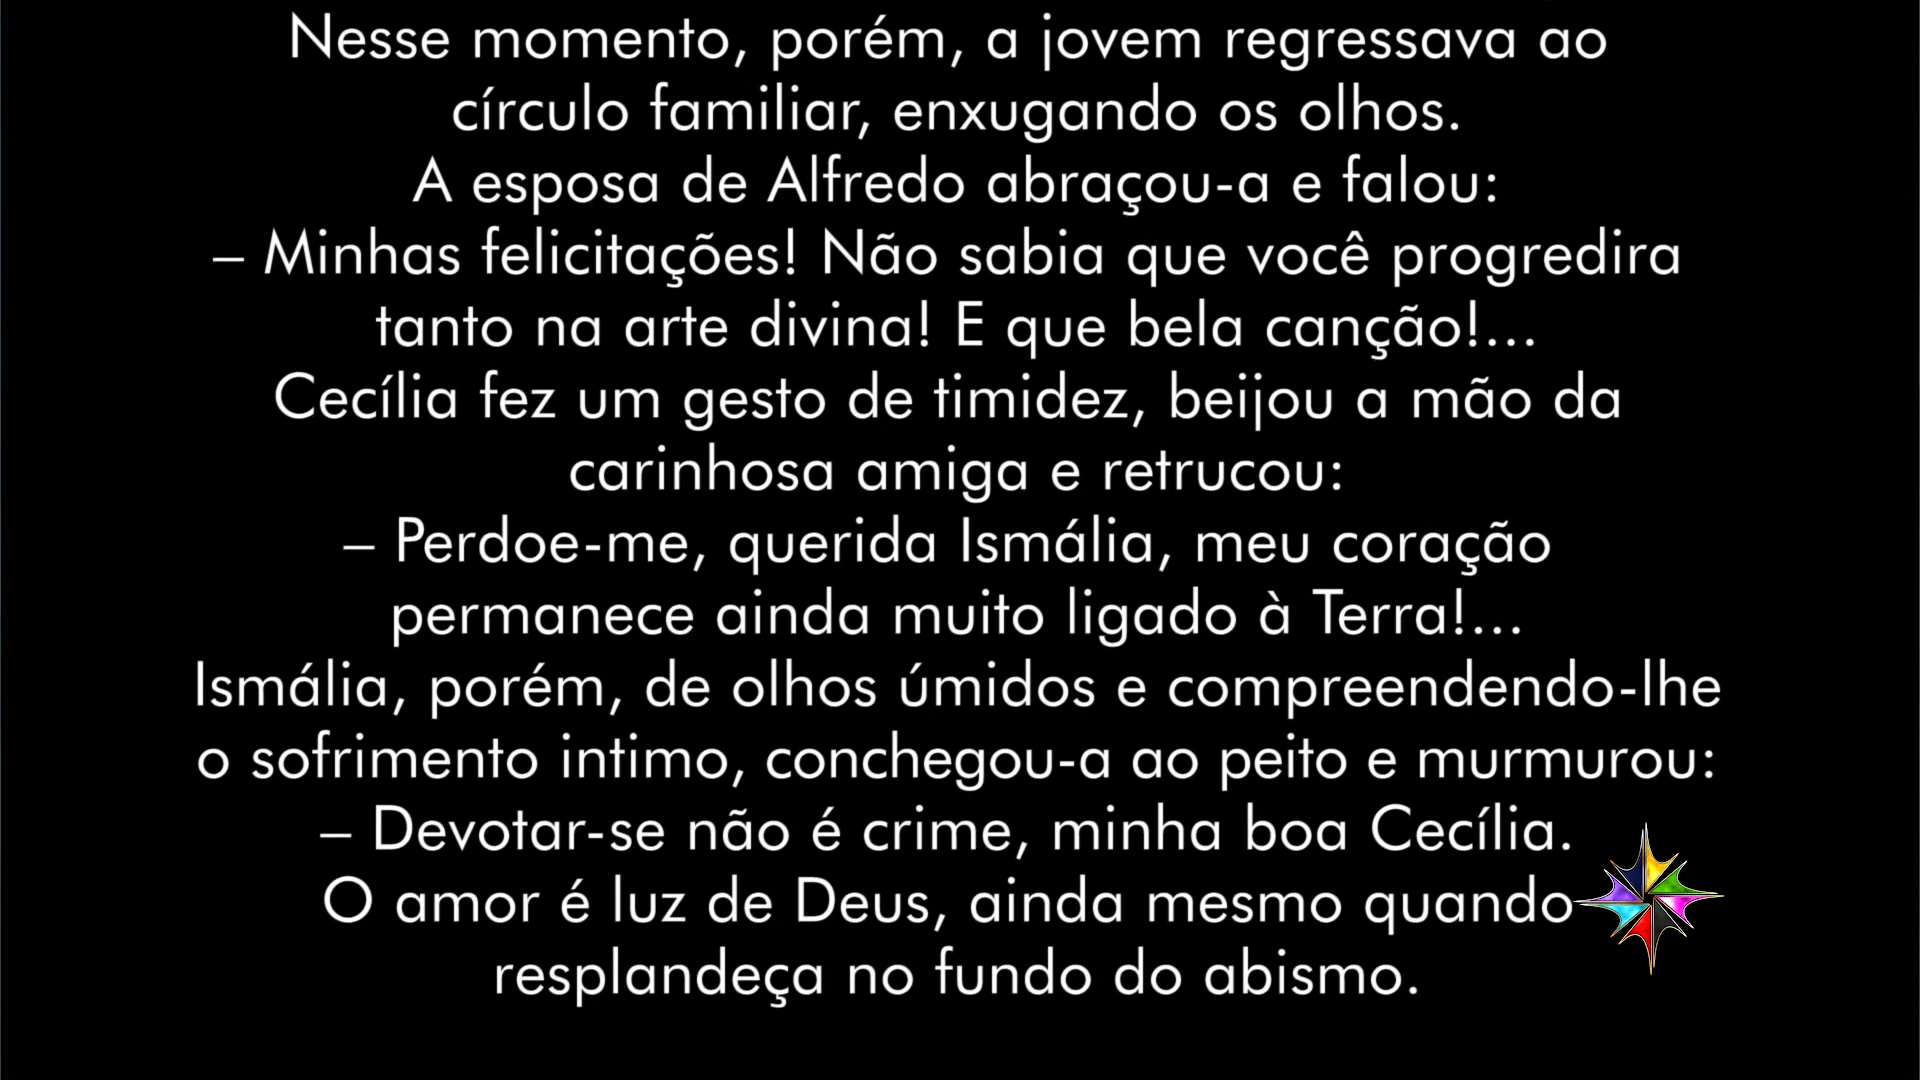 Nesse momento, porém, a jovem regressava ao
círculo familiar, enxugando os olhos.
A esposa de Alfredo abraçou-a e falou:
– Minhas felicitações! Não sabia que você progredira
tanto na arte divina! E que bela canção!...
Cecília fez um gesto de timidez, beijou a mão da
carinhosa amiga e retrucou:
– Perdoe-me, querida Ismália, meu coração
permanece ainda muito ligado à Terra!...
Ismália, porém, de olhos úmidos e compreendendo-lhe
o sofrimento intimo, conchegou-a ao peito e murmurou:
– Devotar-se não é crime, minha boa Cecília.
O amor é luz de Deus, ainda mesmo quando
resplandeça no fundo do abismo.